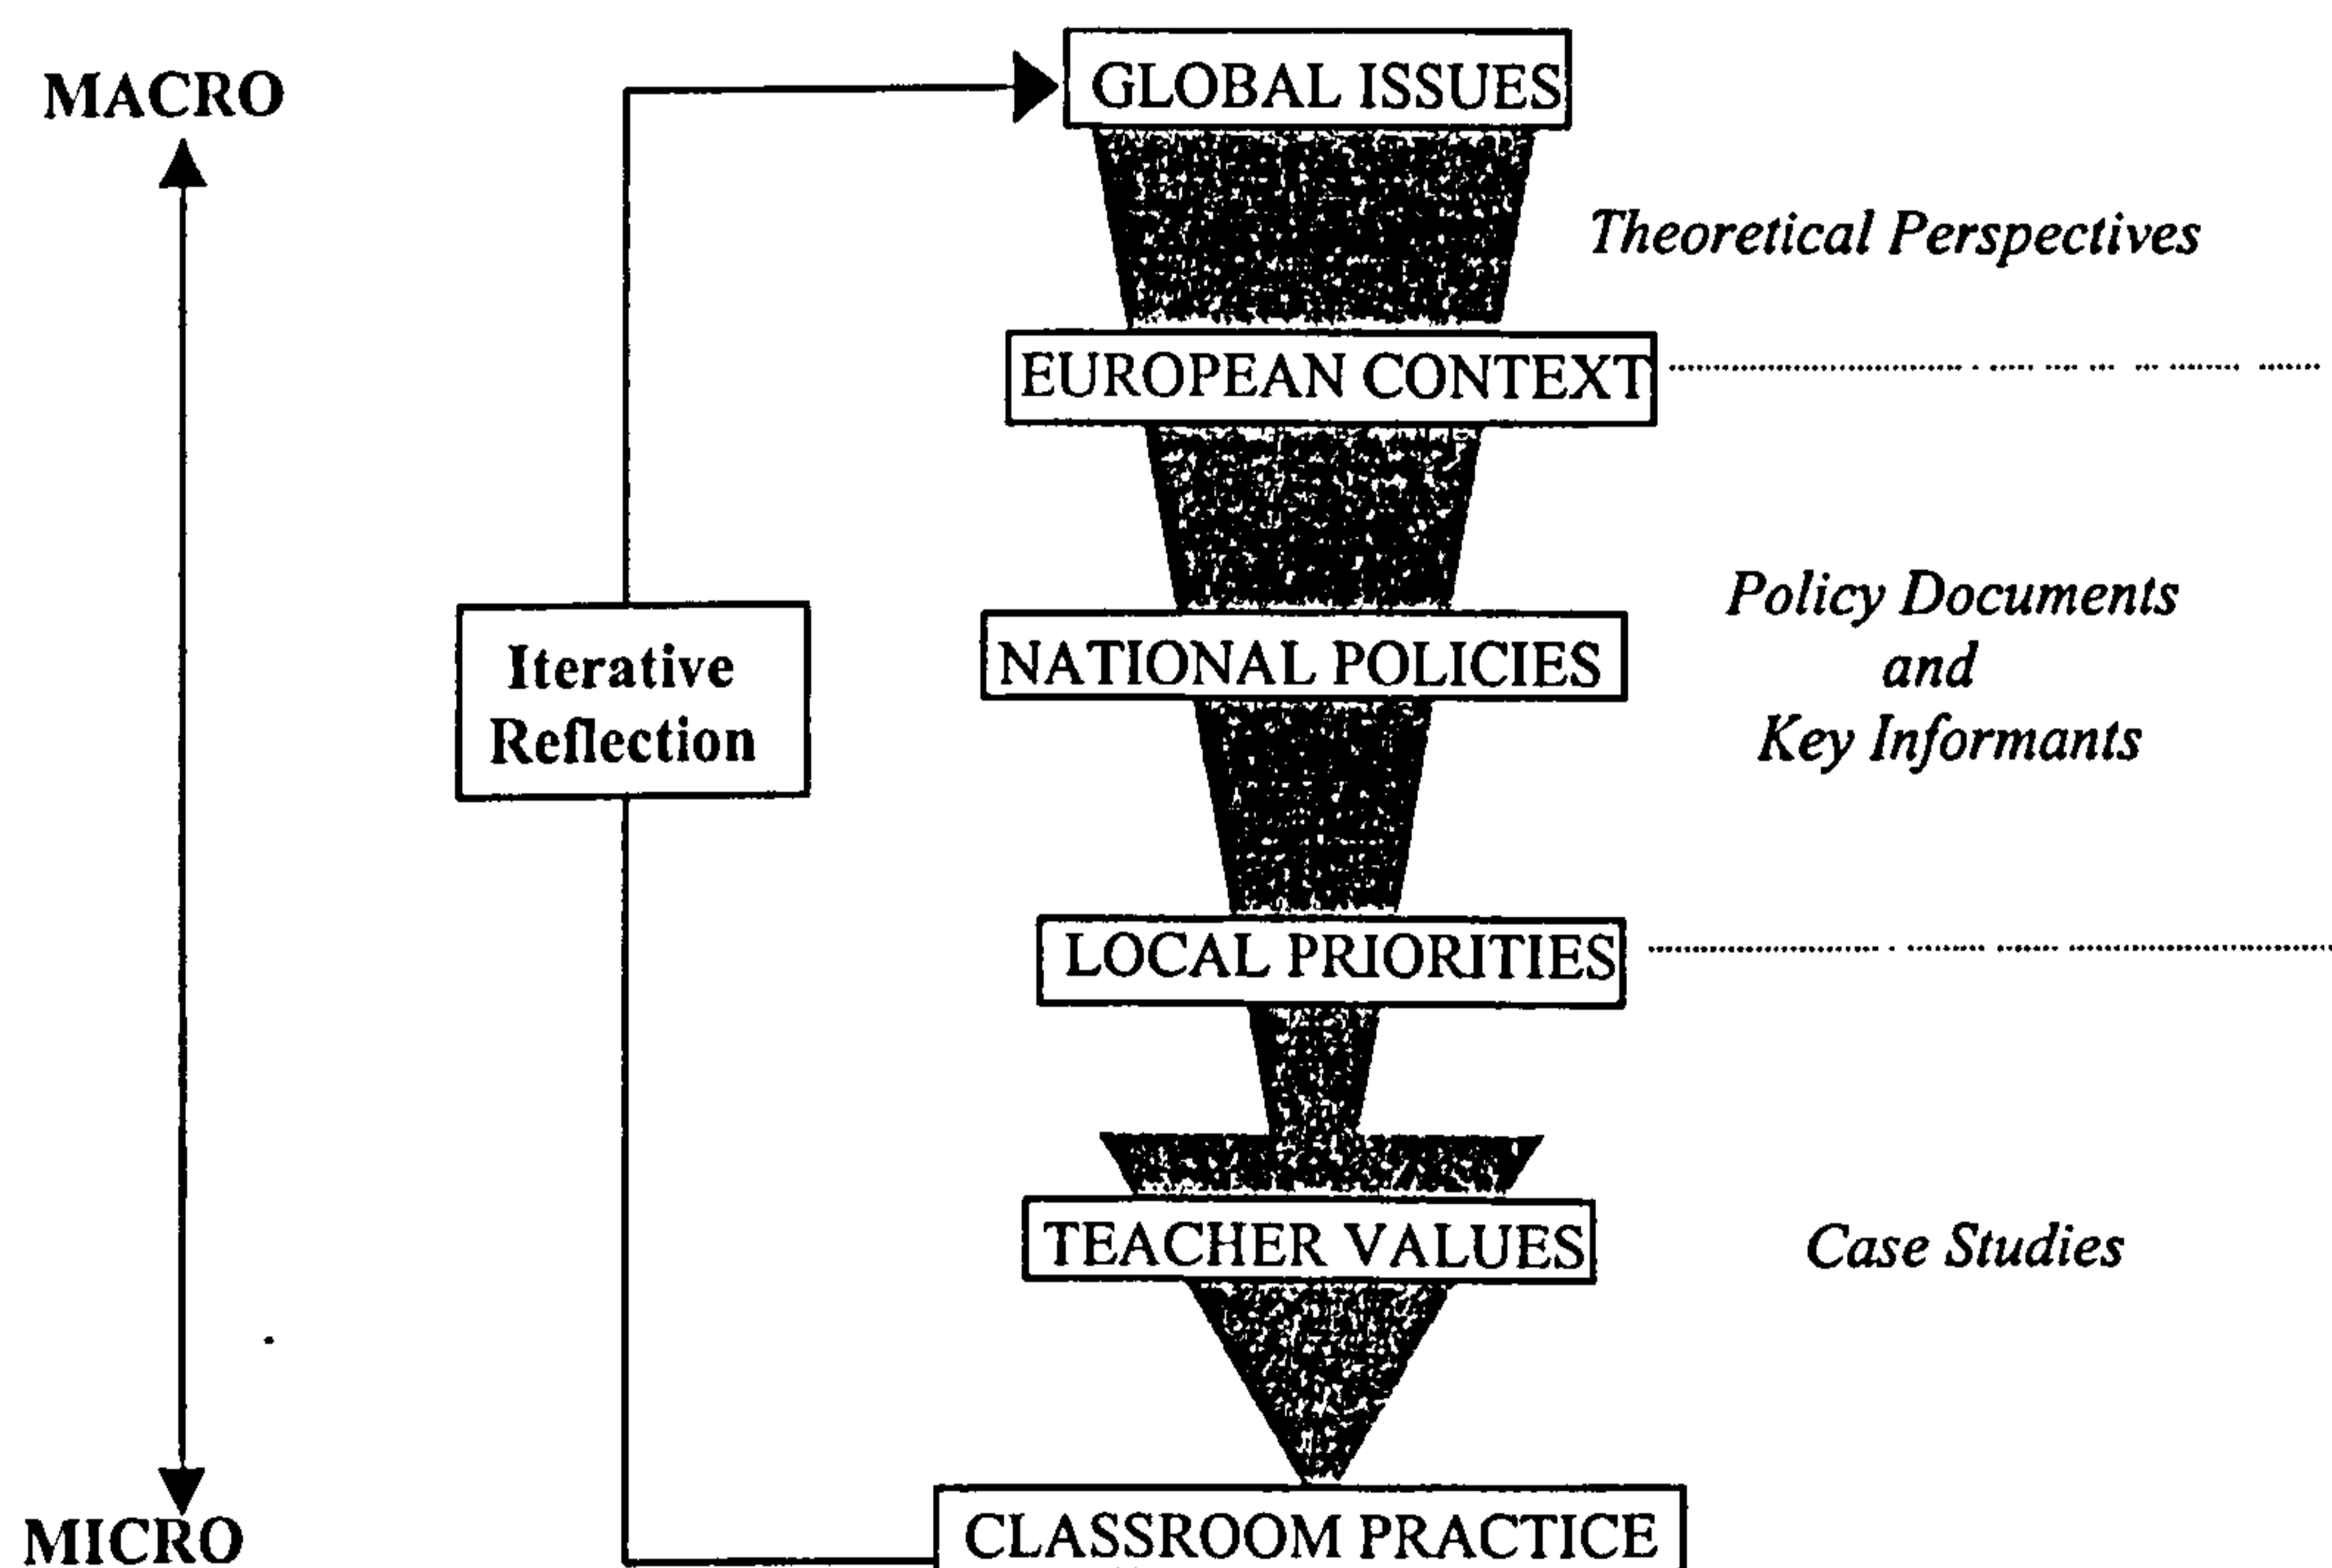 MACRO
GLOBAL ISSUES
Theoretical Perspectives
EUROPEAN CONTEXT
Iterative
Reflection
NATIONAL POLICIES
Policy Documents
and
Key Informants
LOCAL PRIORITIES
TEACHER VALUES
Case Studies
MICRO
CLASSROOM PRACTICE